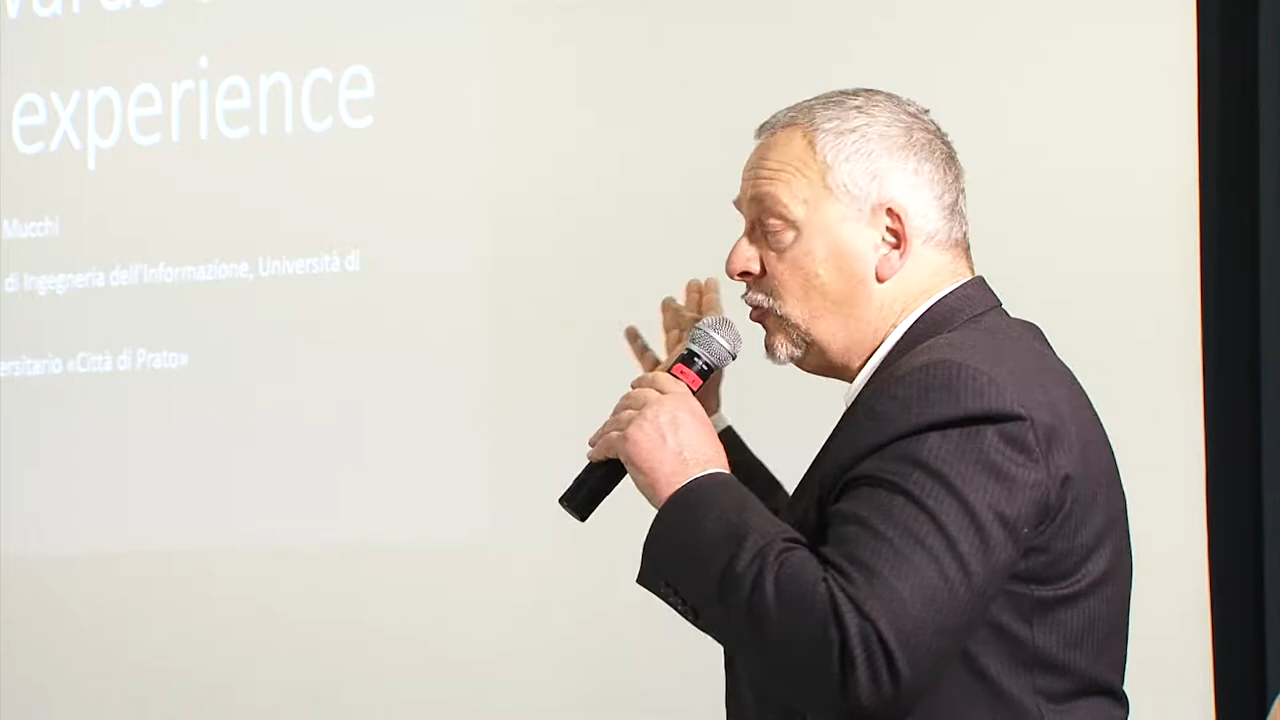 experience
Mucchi
di Ingegneria dell'Informazione, Università di
ersitario «Città di Prato»